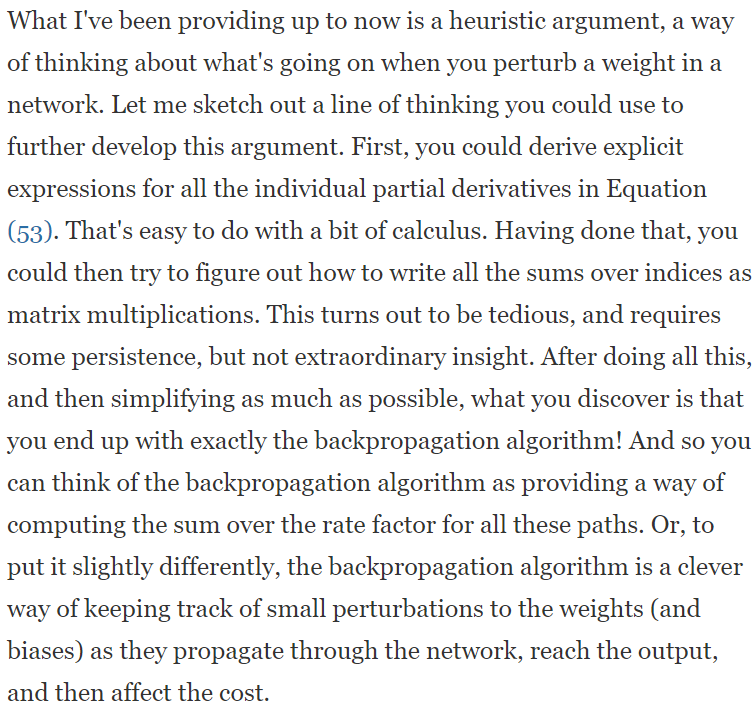 What I've been providing up to now is a heuristic argument, a way
of thinking about what's going on when you perturb a weight in a
network. Let me sketch out a line of thinking you could use to
further develop this argument. First, you could derive explicit
expressions for all the individual partial derivatives in Equation
(53). That's easy to do with a bit of calculus. Having done that, you
could then try to figure out how to write all the sums over indices as
matrix multiplications. This turns out to be tedious, and requires
some persistence, but not extraordinary insight. After doing all this,
and then simplifying as much as possible, what you discover is that
you end up with exactly the backpropagation algorithm! And so you
can think of the backpropagation algorithm as providing a way of
computing the sum over the rate factor for all these paths. Or, to
put it slightly differently, the backpropagation algorithm is a clever
way of keeping track of small perturbations to the weights (and
biases) as they propagate through the network, reach the output,
and then affect the cost.